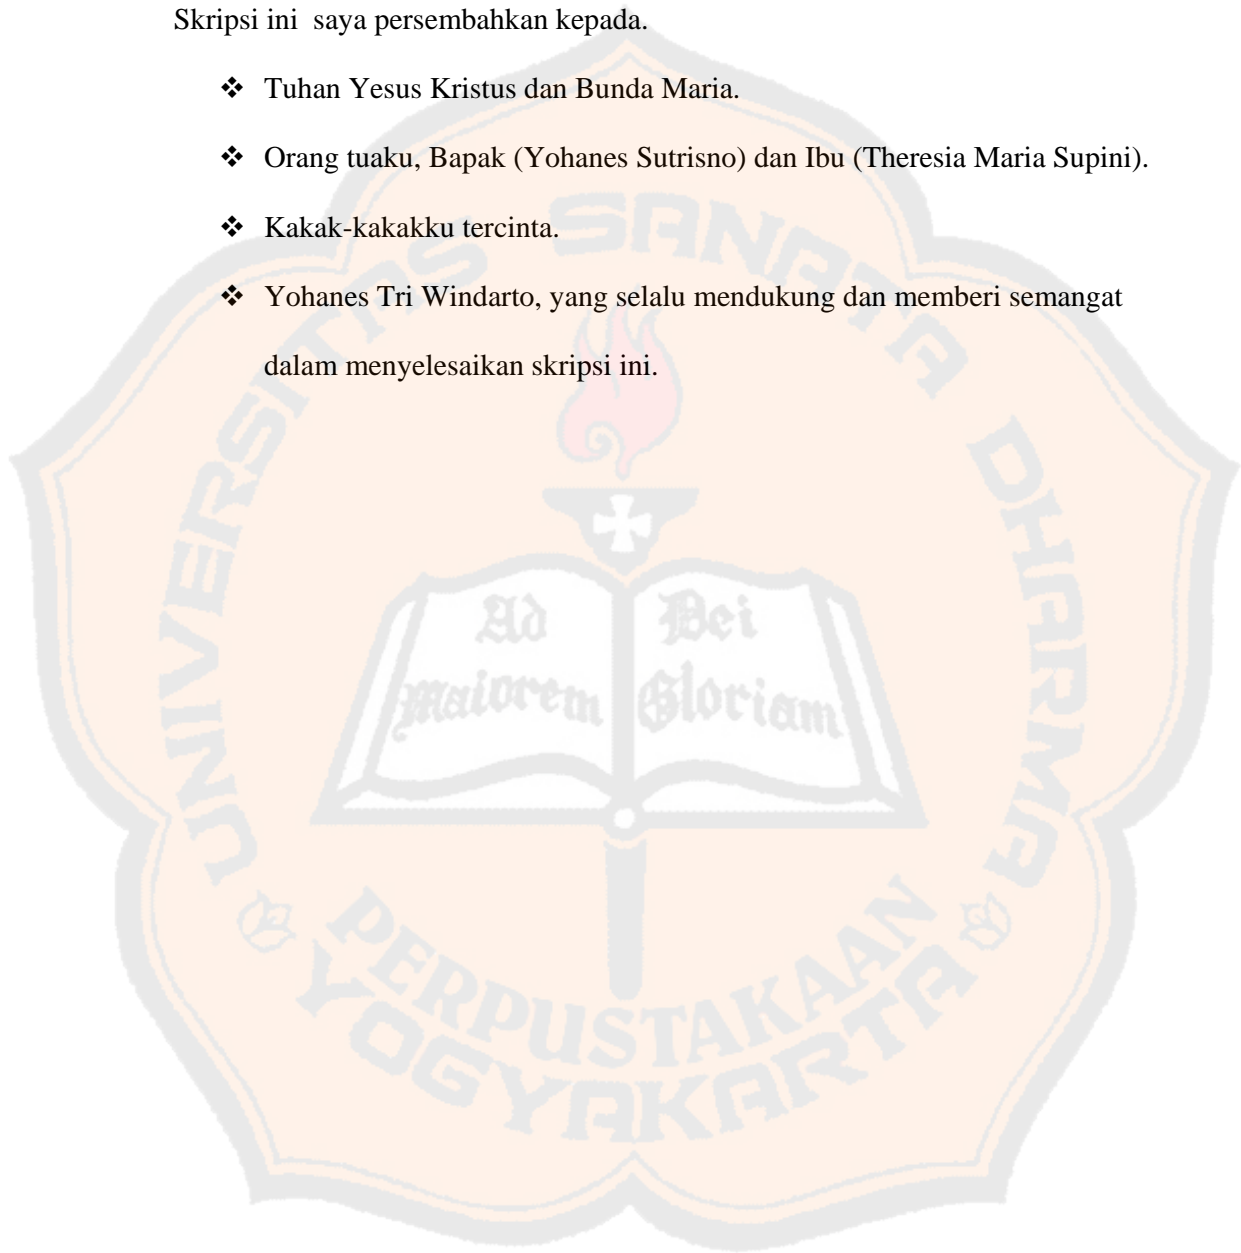 Skripsi ini  saya persembahkan kepada.
❖ Tuhan Yesus Kristus dan Bunda Maria.
❖ Orang tuaku, Bapak (Yohanes Sutrisno) dan Ibu (Theresia Maria Supini).
❖ Kakak-kakakku tercinta.
❖ Yohanes Tri Windarto, yang selalu mendukung dan memberi semangat
dalam menyelesaikan skripsi ini.
UNIVERSITAS SANATA DHARMA
Ad
maiorem
Dei
Gloriam
PERPUSTAKAAN
YOGYAKARTA